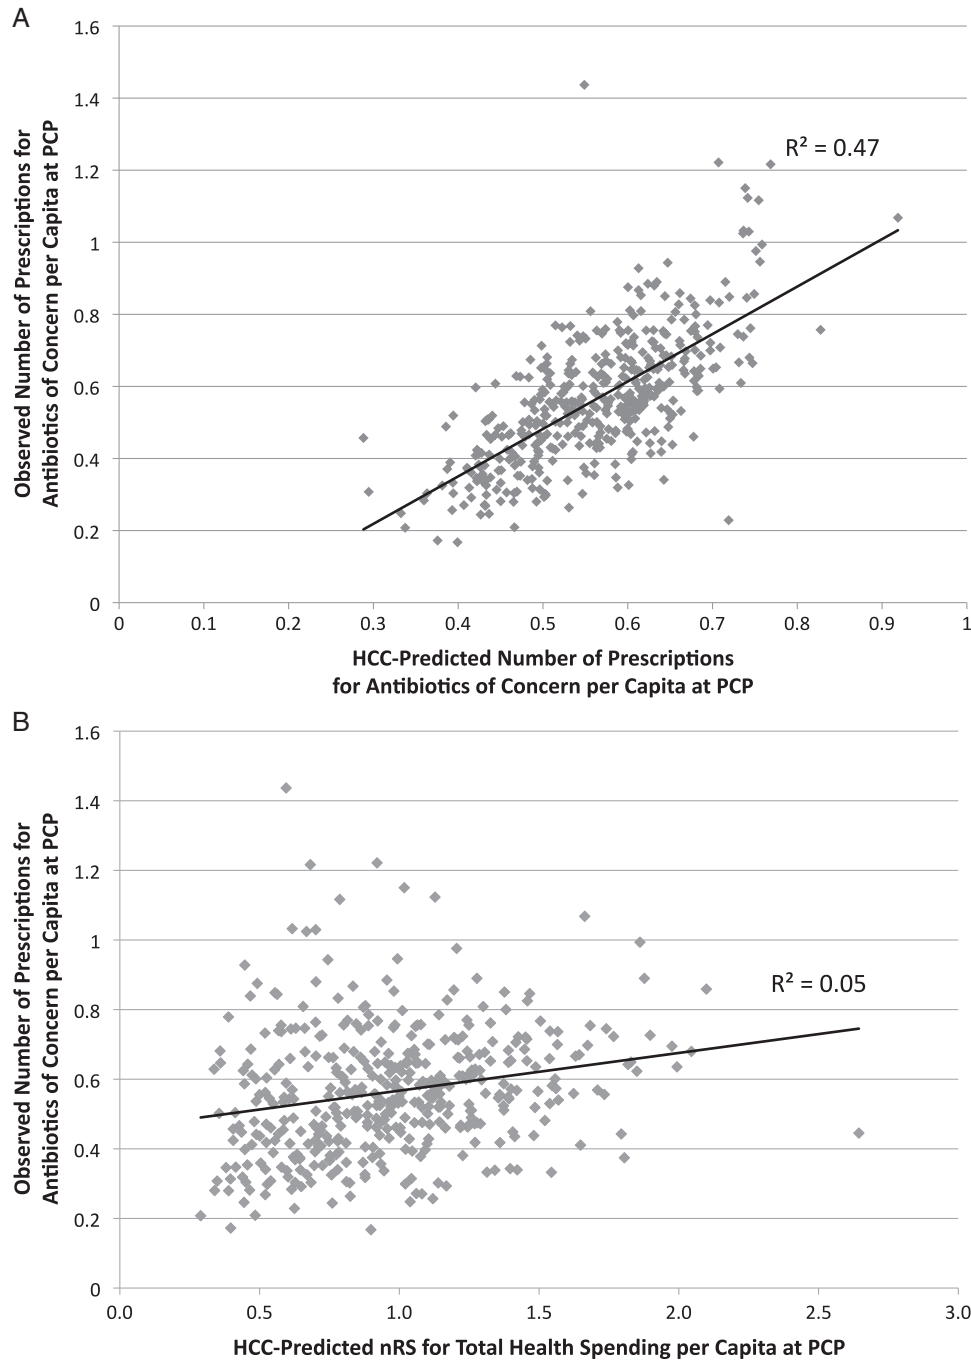 A
1.6
1.4
1.2
1
0.8
0.6
0.4
0.2
0
Observed Number of Prescriptions for
Antibiotics of Concern per Capita at PCP
R² = 0.47
0 0.1 0.2 0.3 0.4 0.5 0.6 0.7 0.8 0.9 1
HCC-Predicted Number of Prescriptions
for Antibiotics of Concern per Capita at PCP
B
1.6
1.4
1.2
1
0.8
0.6
0.4
0.2
0
Observed Number of Prescriptions for
Antibiotics of Concern per Capita at PCP
R² = 0.05
0.0 0.5 1.0 1.5 2.0 2.5 3.0
HCC-Predicted nRS for Total Health Spending per Capita at PCP